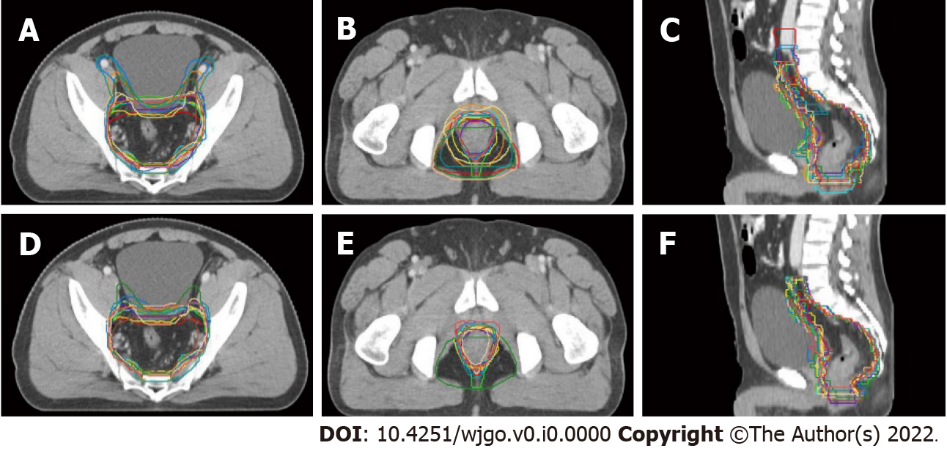 A
B
C
D
E
F
DOI: 10.4251/wjgo.v0.i0.0000 Copyright ©The Author(s) 2022.